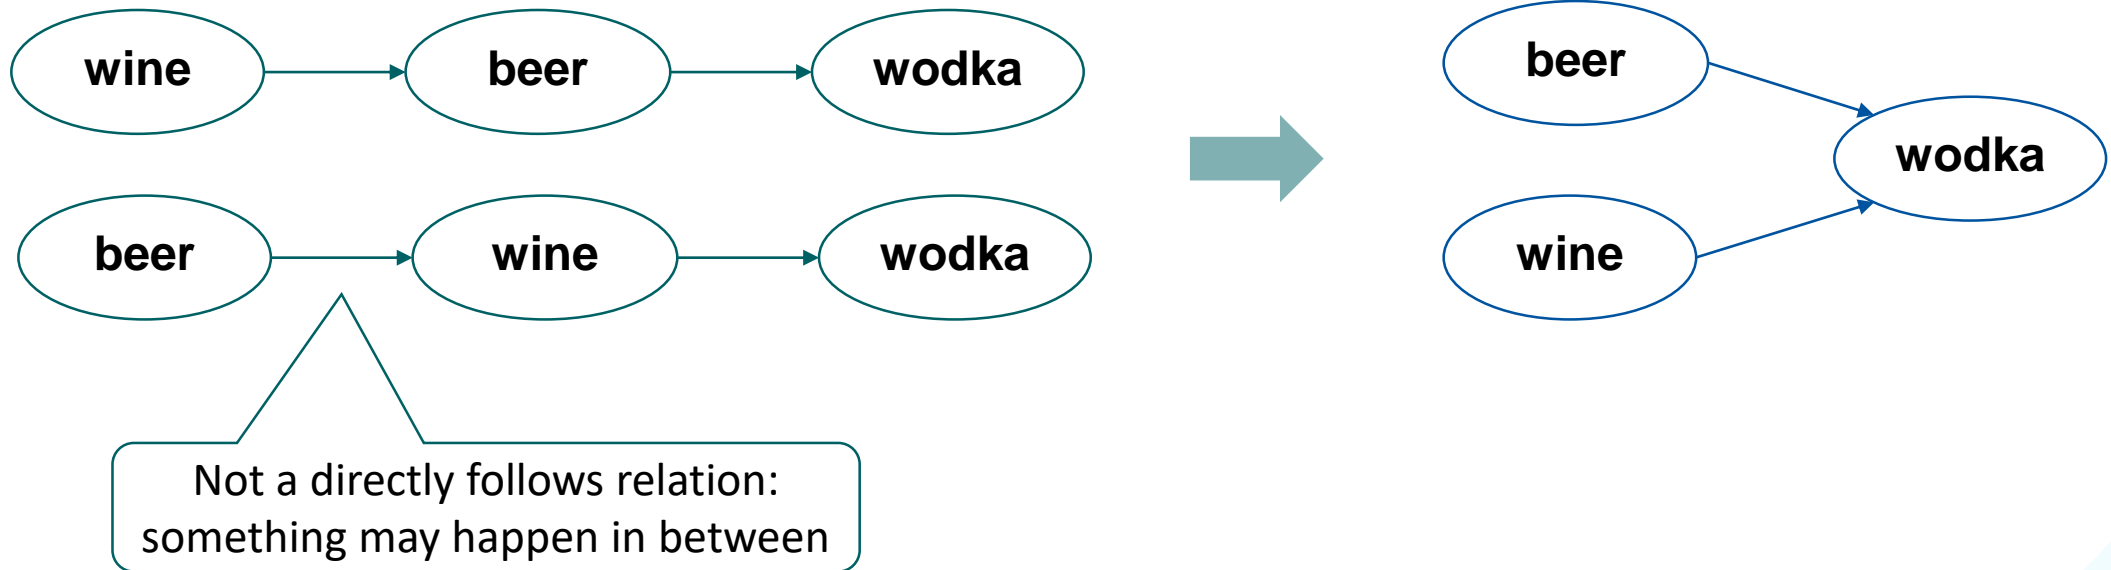 wine
beer
wodka
beer
wine
wodka
Not a directly follows relation:
something may happen in between
beer
wine
wodka